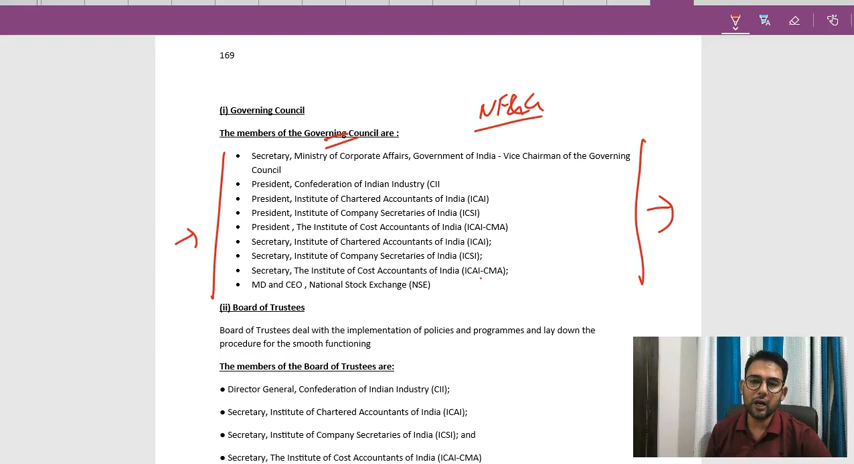 169
NF&G
(i) Governing Council
The members of the Governing Council are :
• Secretary, Ministry of Corporate Affairs, Government of India - Vice Chairman of the Governing
Council
• President, Confederation of Indian Industry (CII
• President, Institute of Chartered Accountants of India (ICAI)
• President, Institute of Company Secretaries of India (ICSI)
• President , The Institute of Cost Accountants of India (ICAI-CMA)
• Secretary, Institute of Chartered Accountants of India (ICAI);
• Secretary, Institute of Company Secretaries of India (ICSI);
• Secretary, The Institute of Cost Accountants of India (ICAI-CMA);
• MD and CEO , National Stock Exchange (NSE)
(ii) Board of Trustees
Board of Trustees deal with the implementation of policies and programmes and lay down the
procedure for the smooth functioning
The members of the Board of Trustees are:
● Director General, Confederation of Indian Industry (CII);
● Secretary, Institute of Chartered Accountants of India (ICAI);
● Secretary, Institute of Company Secretaries of India (ICSI); and
● Secretary, The Institute of Cost Accountants of India (ICAI-CMA)